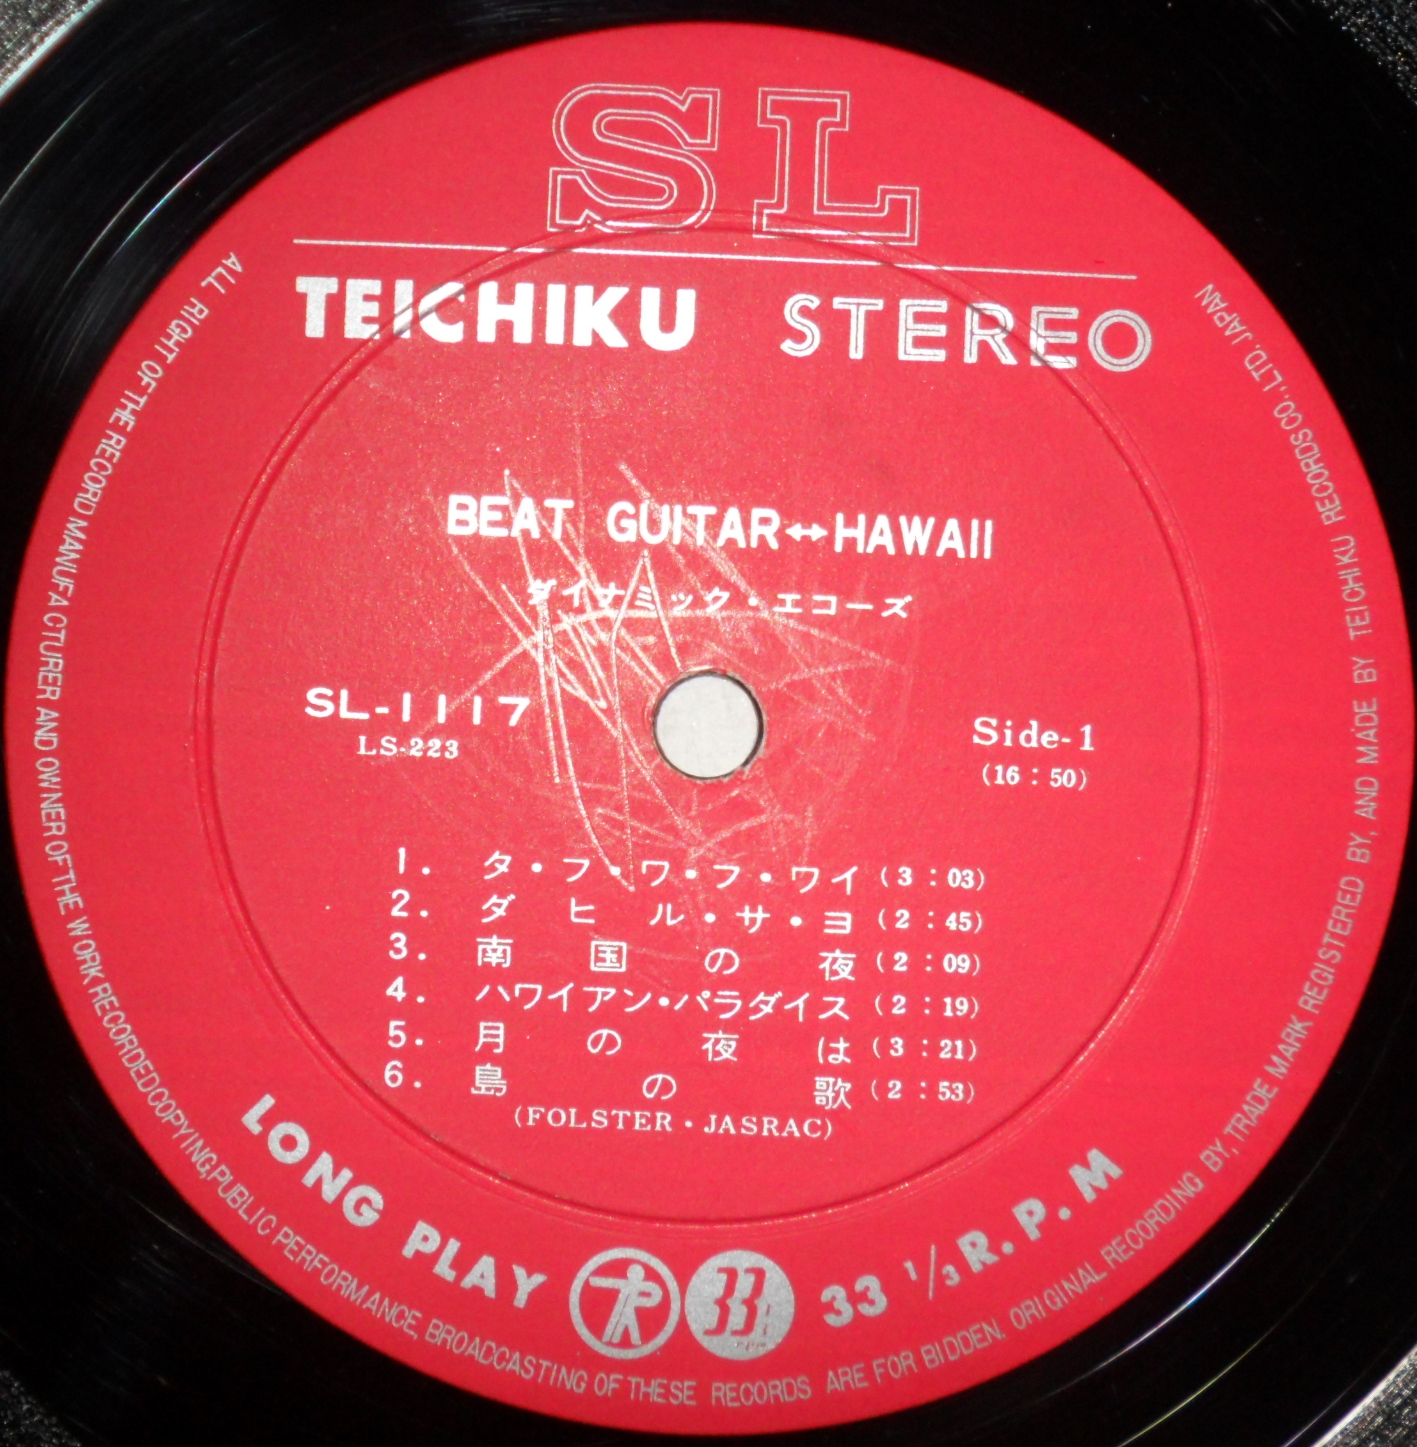 SL
TEICHIKU STEREO
BEAT GUITAR↔HAWAII
ダイナミック・エコーズ
SL-1117
LS-223
Side-1
(16:50)
1. タ・フ・ワ・フ・ワイ (3:03)
2. ダヒル・サ・ヨ (2:45)
3. 南国の夜 (2:09)
4. ハワイアン・パラダイス (2:19)
5. 月の夜は (3:21)
6. 島の歌 (2:53)
(FOLSTER・JASRAC)
LONG PLAY 33 33 1/3 R.P.M
ALL RIGHT OF THE RECORD MANUFACTURER AND OWNER OF THE WORK RECORDED COPYING, PUBLIC PERFORMANCE, BROADCASTING OF THESE RECORDS ARE FOR BIDDEN. ORIGINAL RECORDING BY, TRADE MARK REGISTERED BY, AND MADE BY TEICHIKU RECORDS CO., LTD. JAPAN